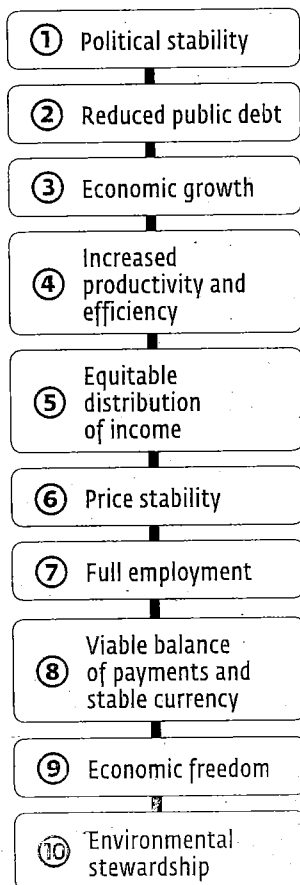 1 Political stability
2 Reduced public debt
3 Economic growth
Increased
4 productivity and
efficiency
Equitable
5 distribution
of income
6 Price stability
7 Full employment
Viable balance
8 of payments and
stable currency
9 Economic freedom
10 Environmental
stewardship